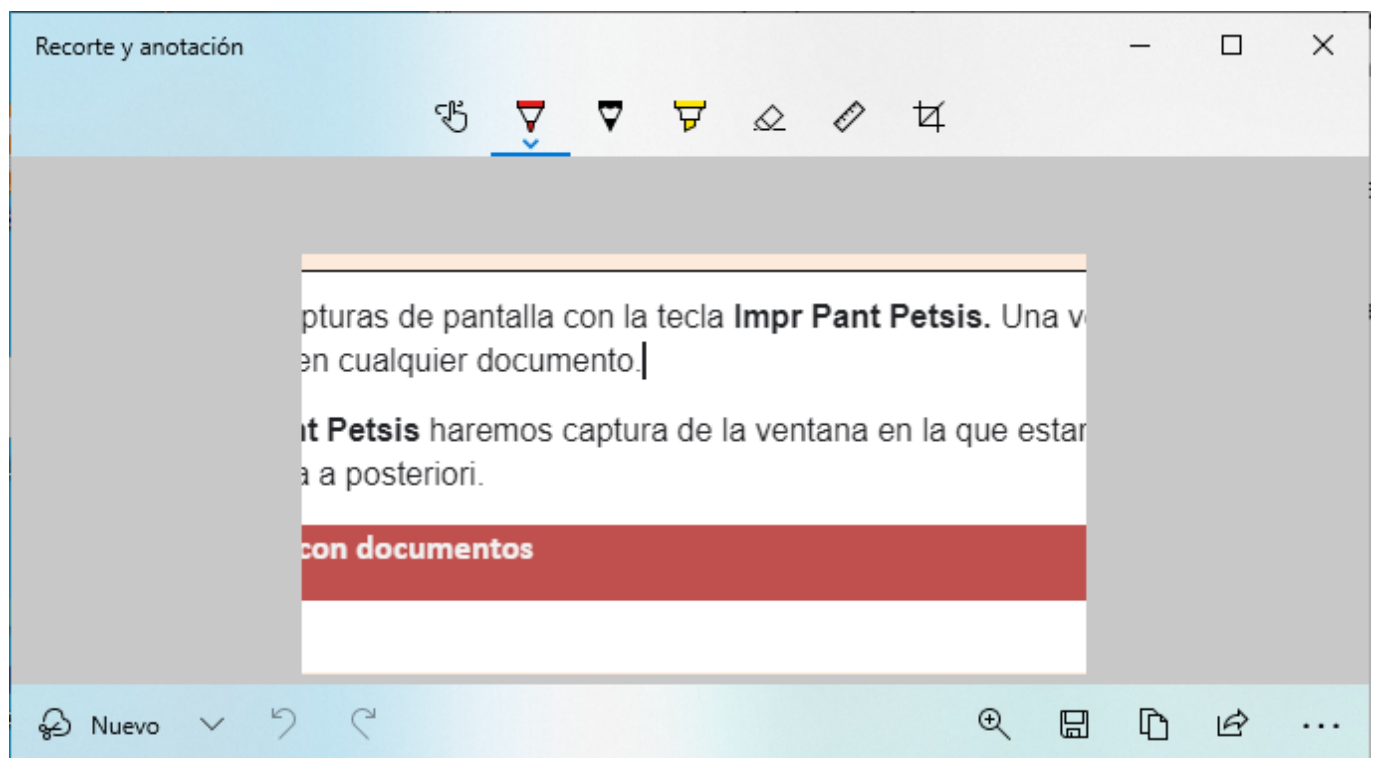 Recorte y anotación
pturas de pantalla con la tecla Impr Pant Petsis. Una v
en cualquier documento.
nt Petsis haremos captura de la ventana en la que estar
a a posteriori.
con documentos
Nuevo